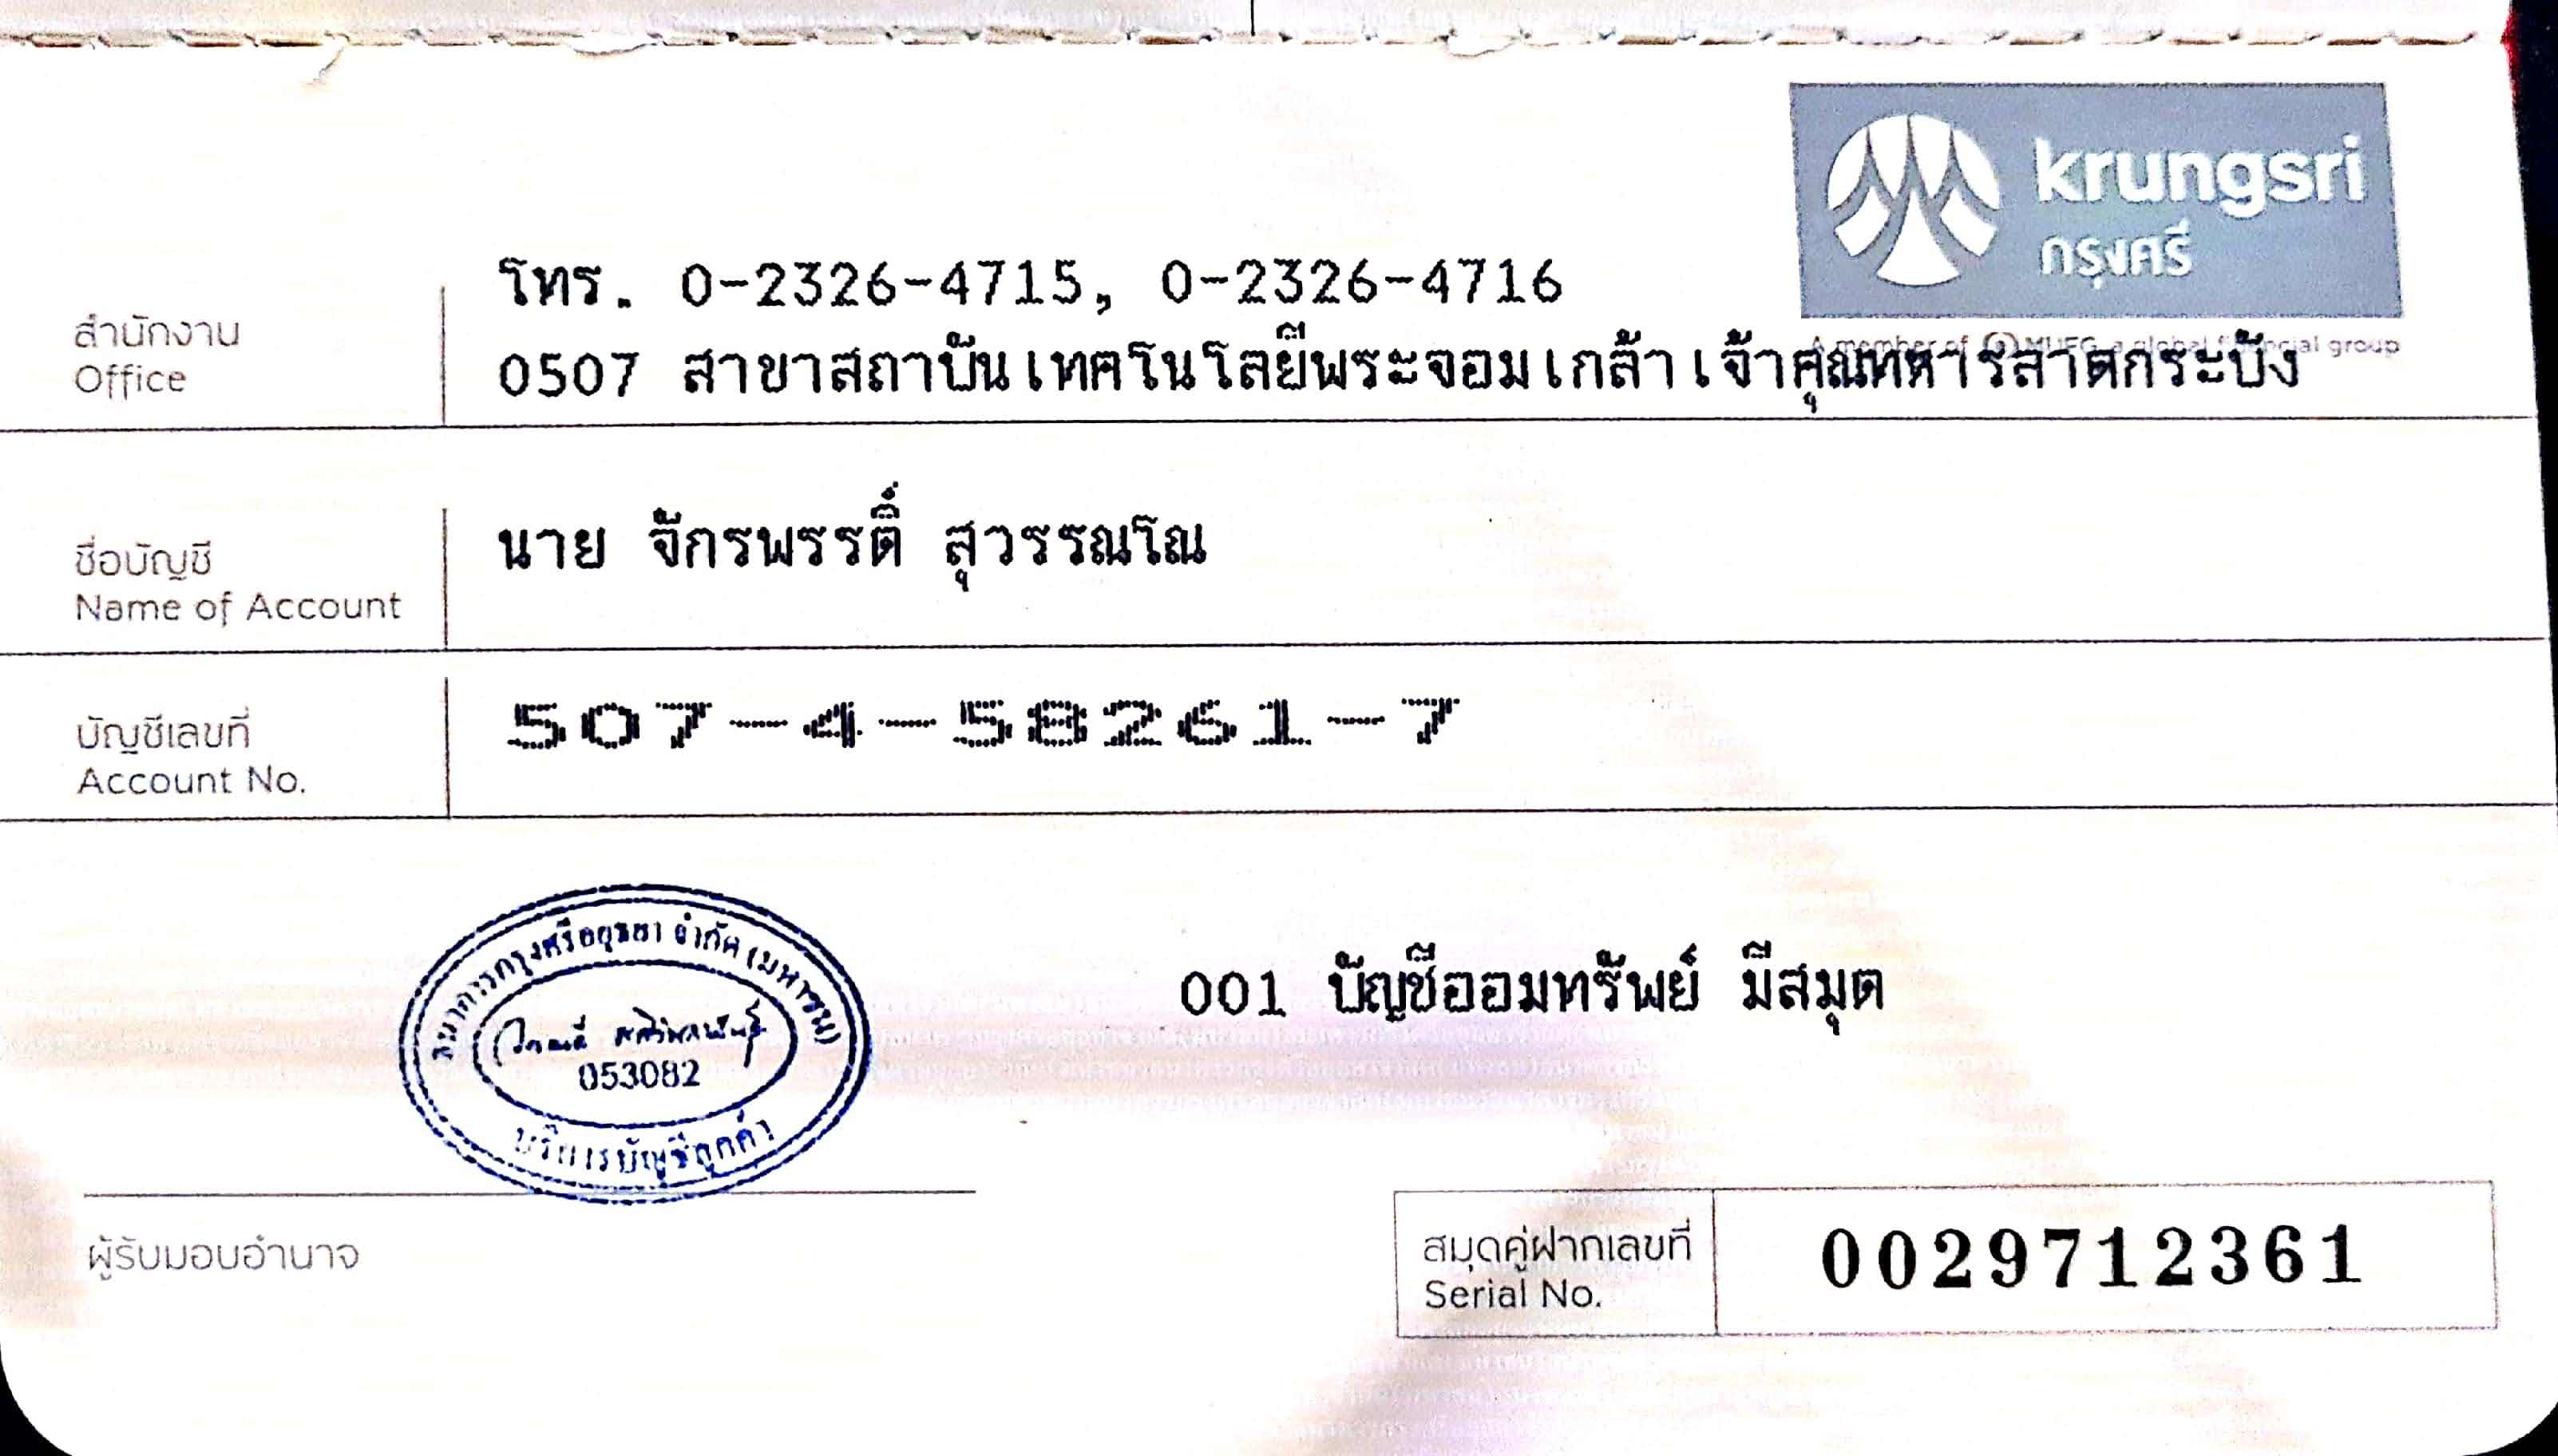 krungsri
กรุงศรี
A member of MUFG, a global financial group
โทร. 0-2326-4715, 0-2326-4716
สำนักงาน
Office
0507 สาขาสถาบันเทคโนโลยีพระจอมเกล้าเจ้าคุณทหารลาดกระบัง
ชื่อบัญชี
Name of Account
นาย จักรพรรดิ์ สุวรรณโณ
บัญชีเลขที่
Account No.
507-4-58261-7
ธนาคารกรุงศรีอยุธยา จำกัด (มหาชน)
053082
บริการบัญชีลูกค้า
001 บัญชีออมทรัพย์ มีสมุด
ผู้รับมอบอำนาจ
สมุดคู่ฝากเลขที่
Serial No.
0029712361